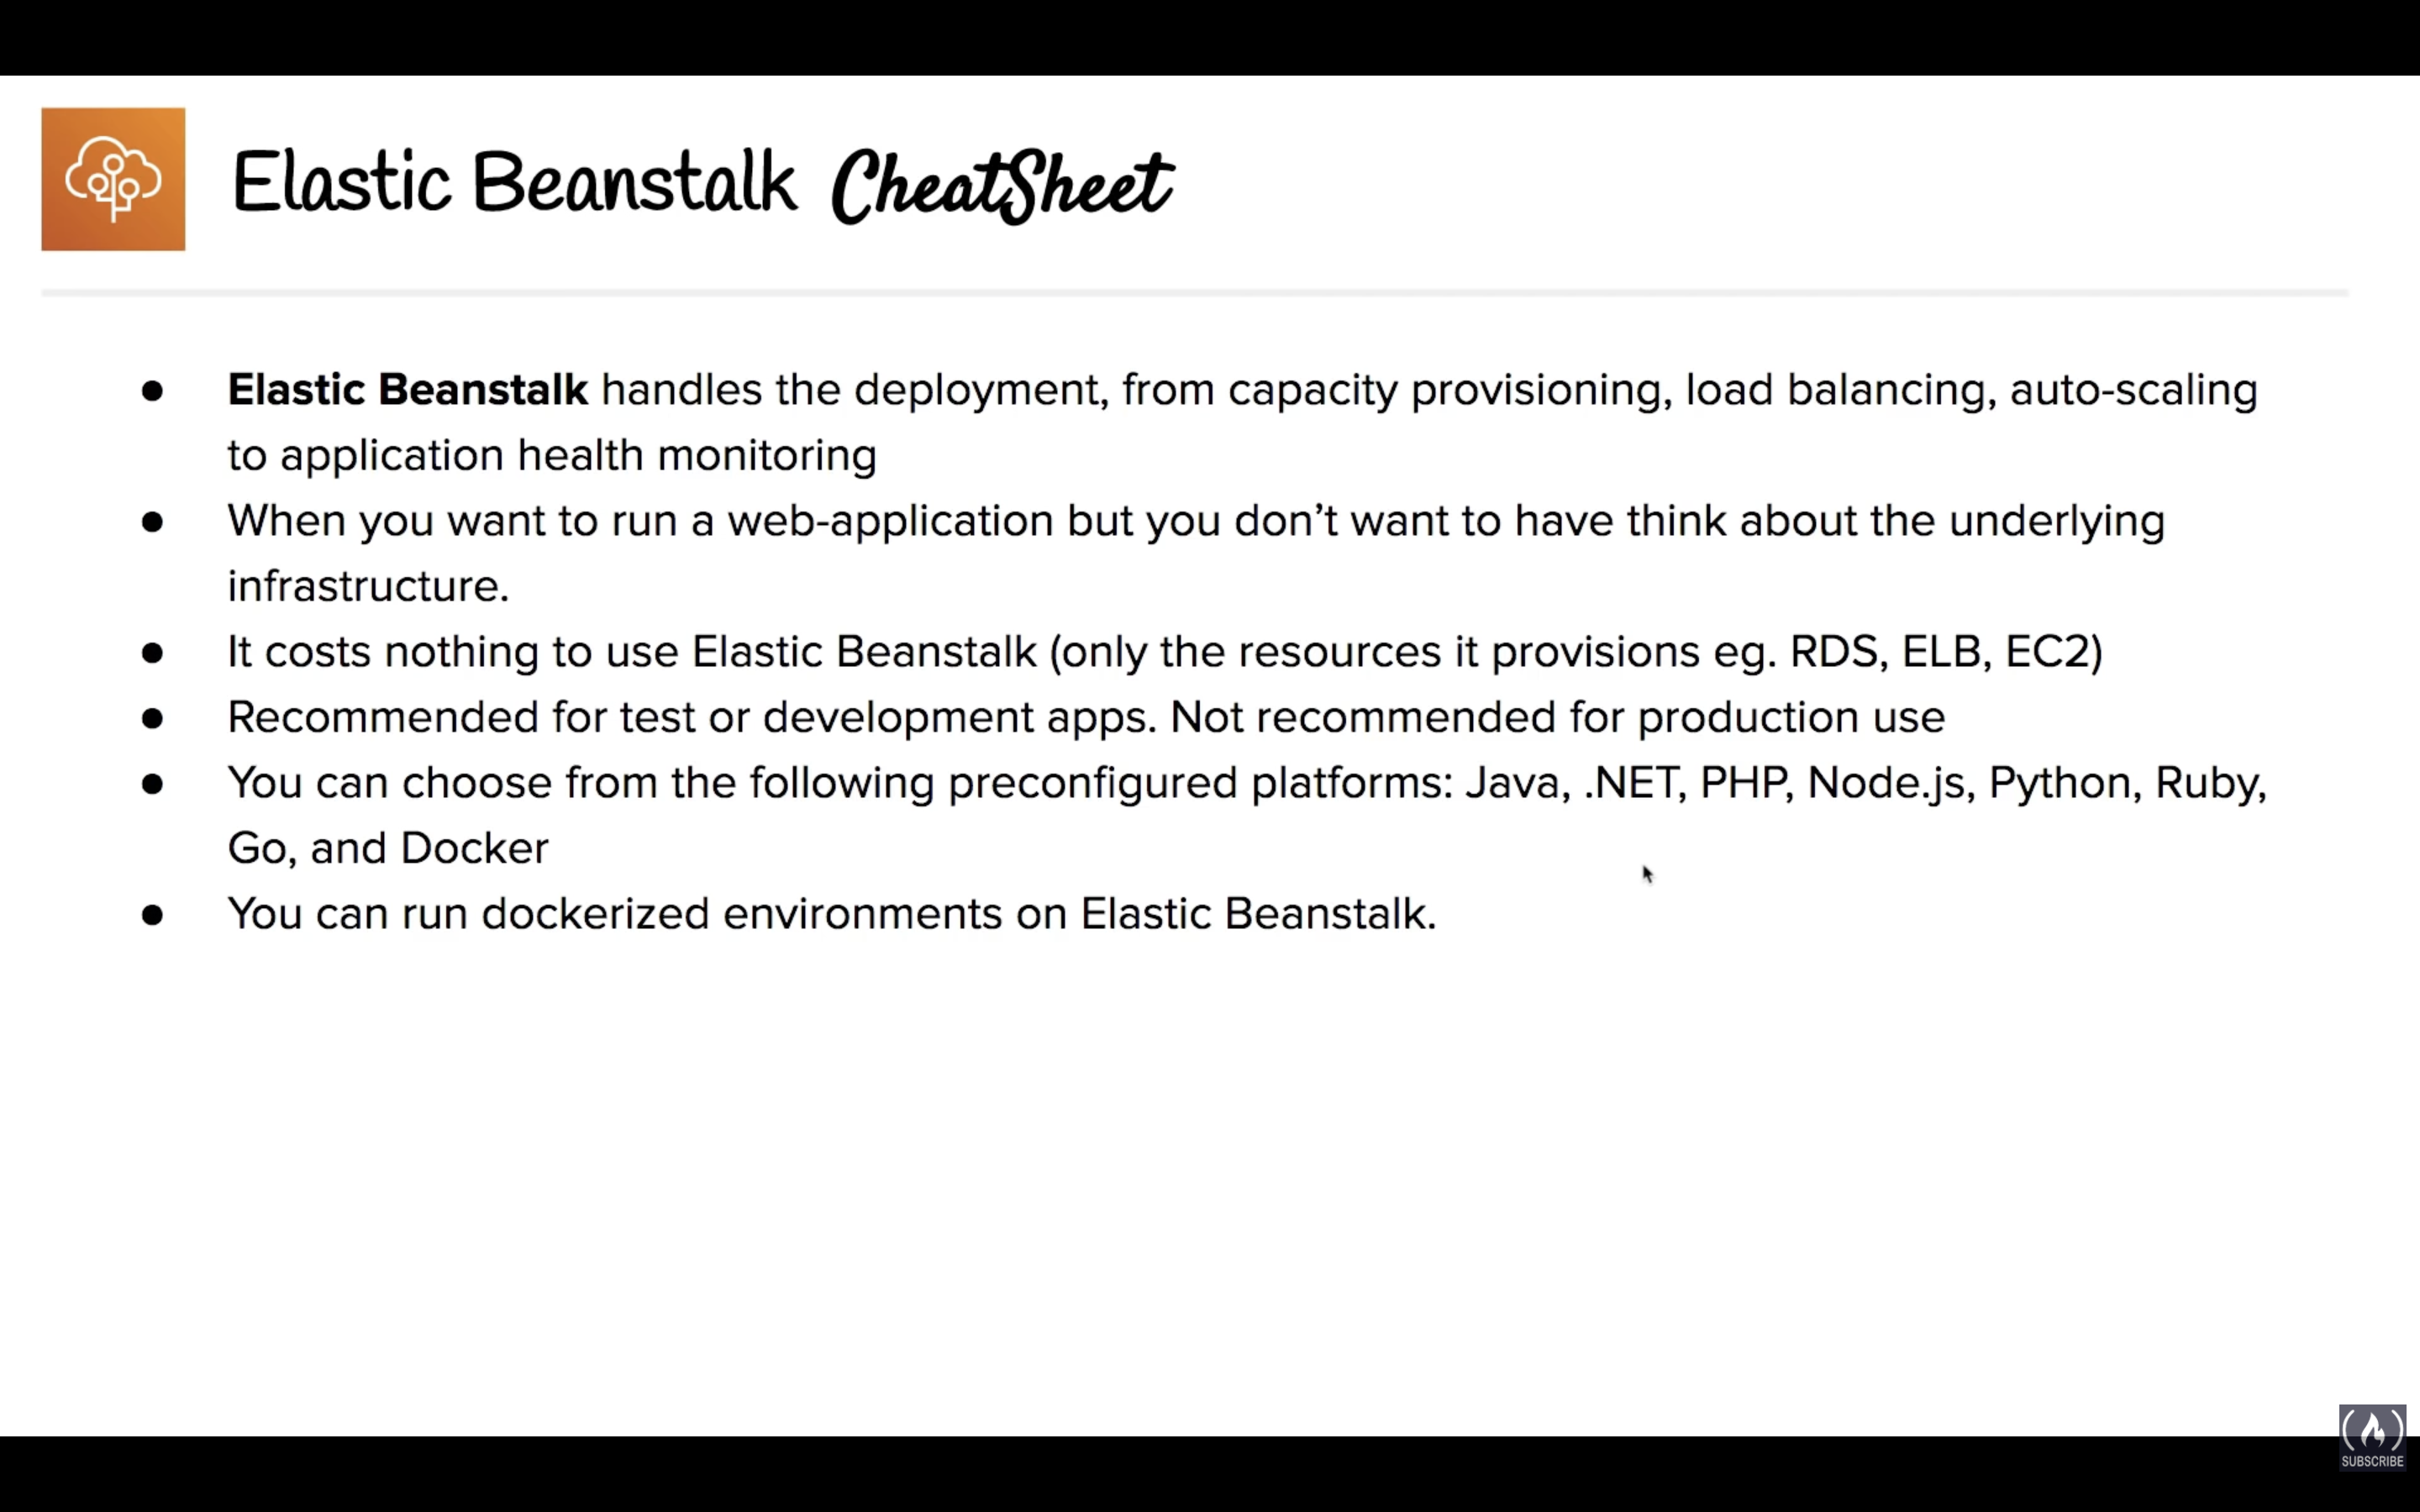 Elastic Beanstalk CheatSheet
● Elastic Beanstalk handles the deployment, from capacity provisioning, load balancing, auto-scaling
to application health monitoring
● When you want to run a web-application but you don’t want to have think about the underlying
infrastructure.
● It costs nothing to use Elastic Beanstalk (only the resources it provisions eg. RDS, ELB, EC2)
● Recommended for test or development apps. Not recommended for production use
● You can choose from the following preconfigured platforms: Java, .NET, PHP, Node.js, Python, Ruby,
Go, and Docker
● You can run dockerized environments on Elastic Beanstalk.
SUBSCRIBE